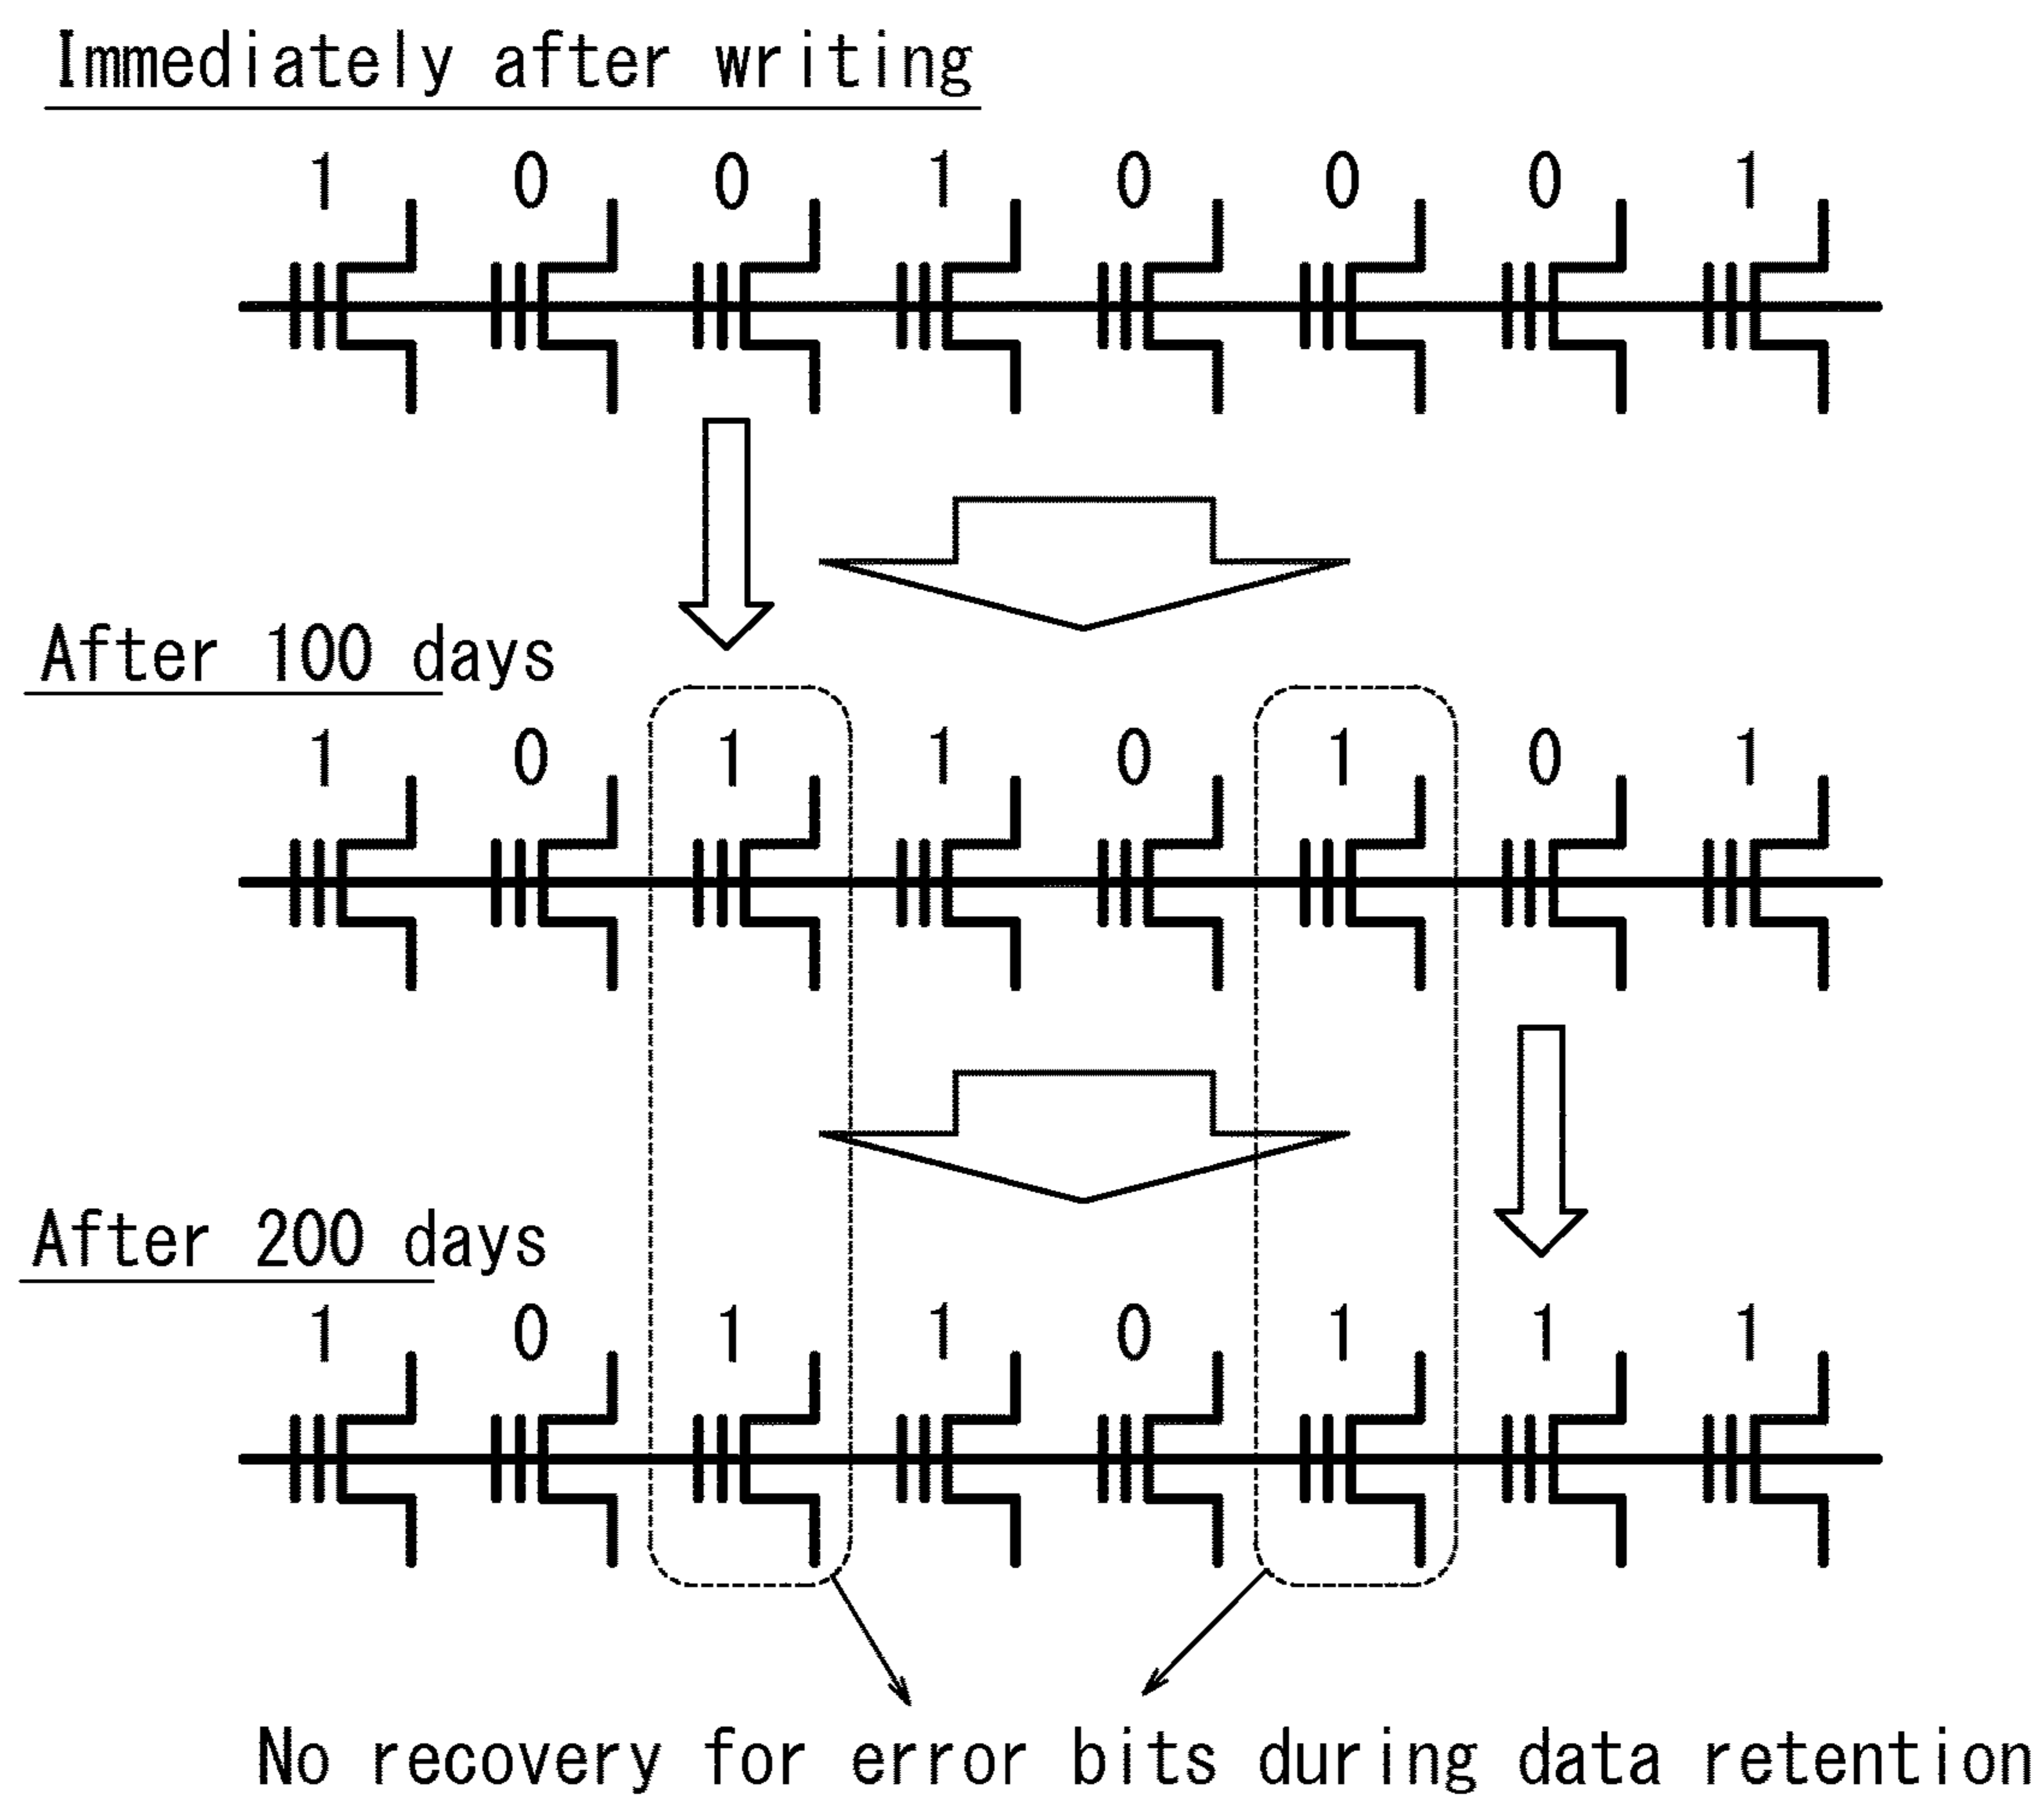 Immediately after writing
1 0 0 1 0 0 0 1
After 100 days
1 0 1 1 0 1 0 1
After 200 days
1 0 1 1 0 1 1 1
No recovery for error bits during data retention